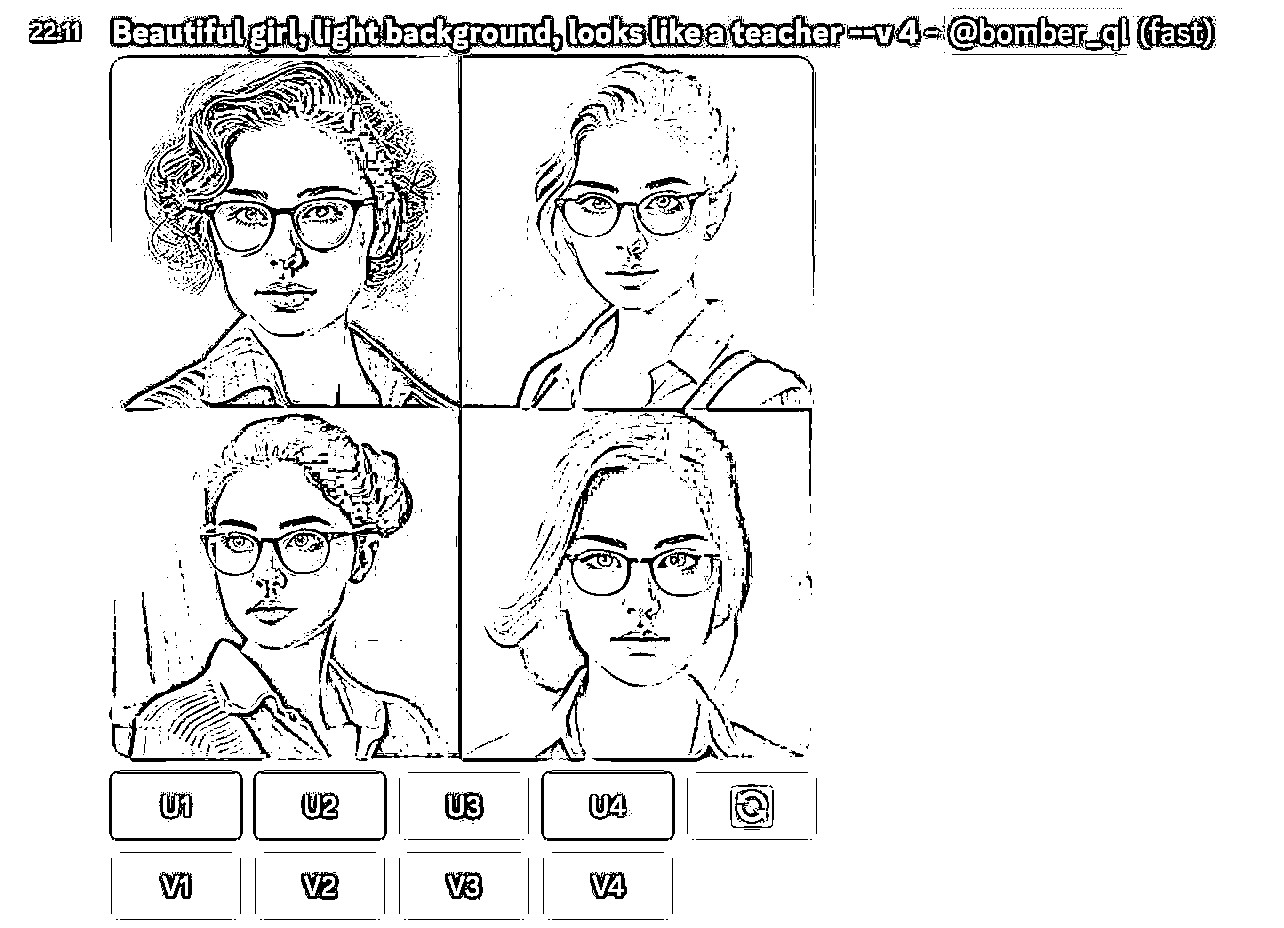 22:11 Beautiful girl, light background, looks like a teacher --v 4 - @bomber_ql (fast)
U1 U2 U3 U4
V1 V2 V3 V4